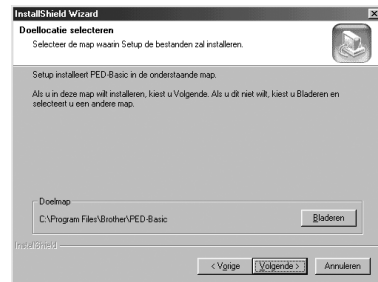 InstallShield Wizard
Doellocatie selecteren
Selecteer de map waarin Setup de bestanden zal installeren.
Setup installeert PED-Basic in de onderstaande map.
Als u in deze map wilt installeren, kiest u Volgende. Als u dit niet wilt, kiest u Bladeren en
selecteert u een andere map.
Doelmap
C:\Program Files\Brother\PED-Basic
Bladeren
InstallShield
< Vorige
Volgende >
Annuleren